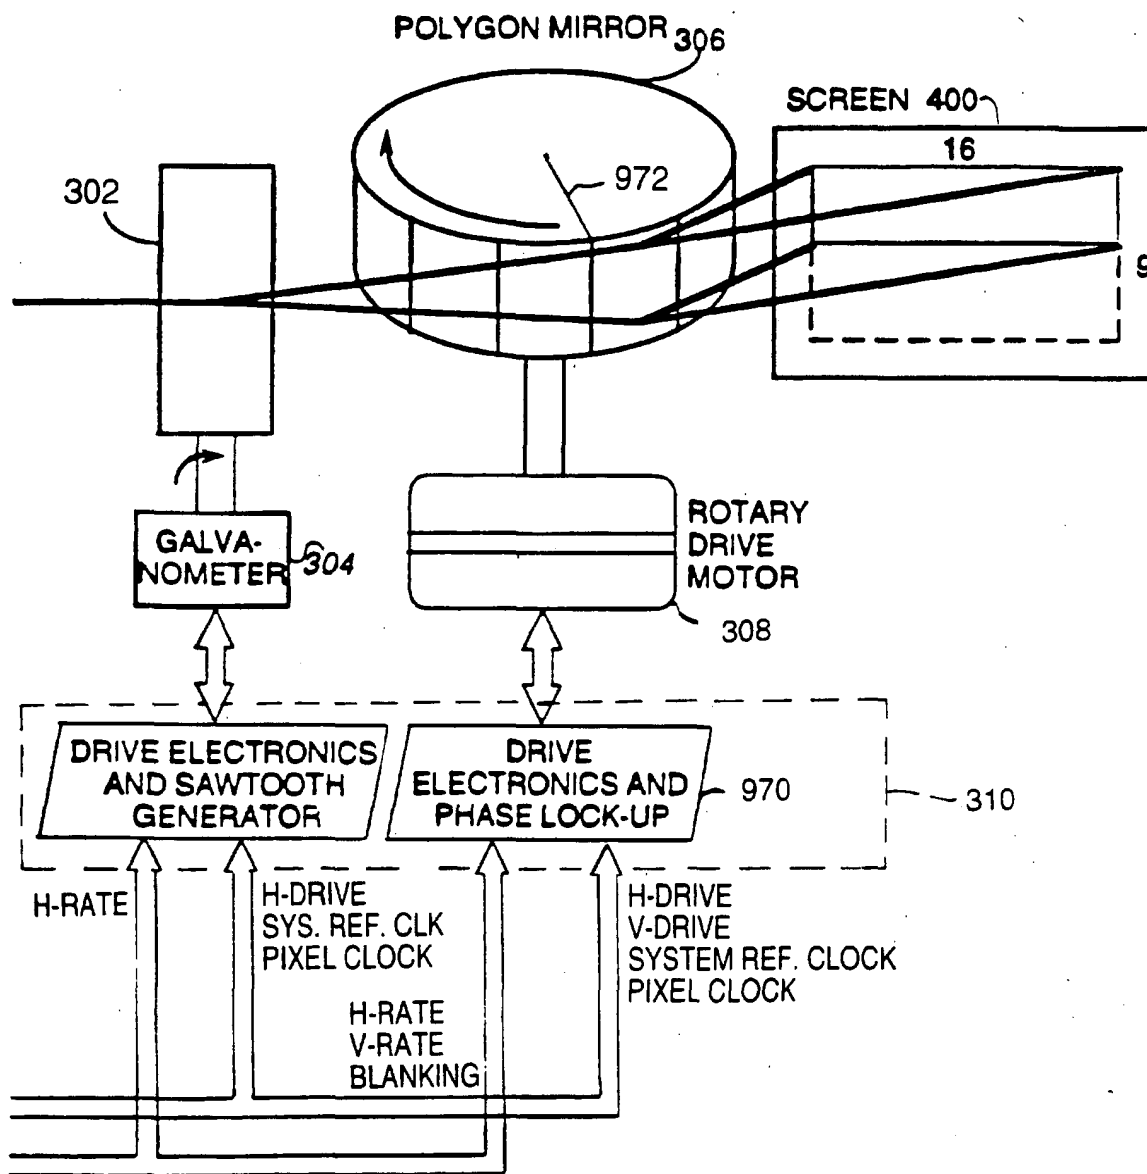 POLYGON MIRROR 306
SCREEN 400
16
302
972
9
GALVA-
NOMETER
304
ROTARY
DRIVE
MOTOR
308
DRIVE ELECTRONICS
AND SAWTOOTH
GENERATOR
DRIVE
ELECTRONICS AND
PHASE LOCK-UP
970
310
H-RATE
H-DRIVE
SYS. REF. CLK
PIXEL CLOCK
H-DRIVE
V-DRIVE
SYSTEM REF. CLOCK
PIXEL CLOCK
H-RATE
V-RATE
BLANKING